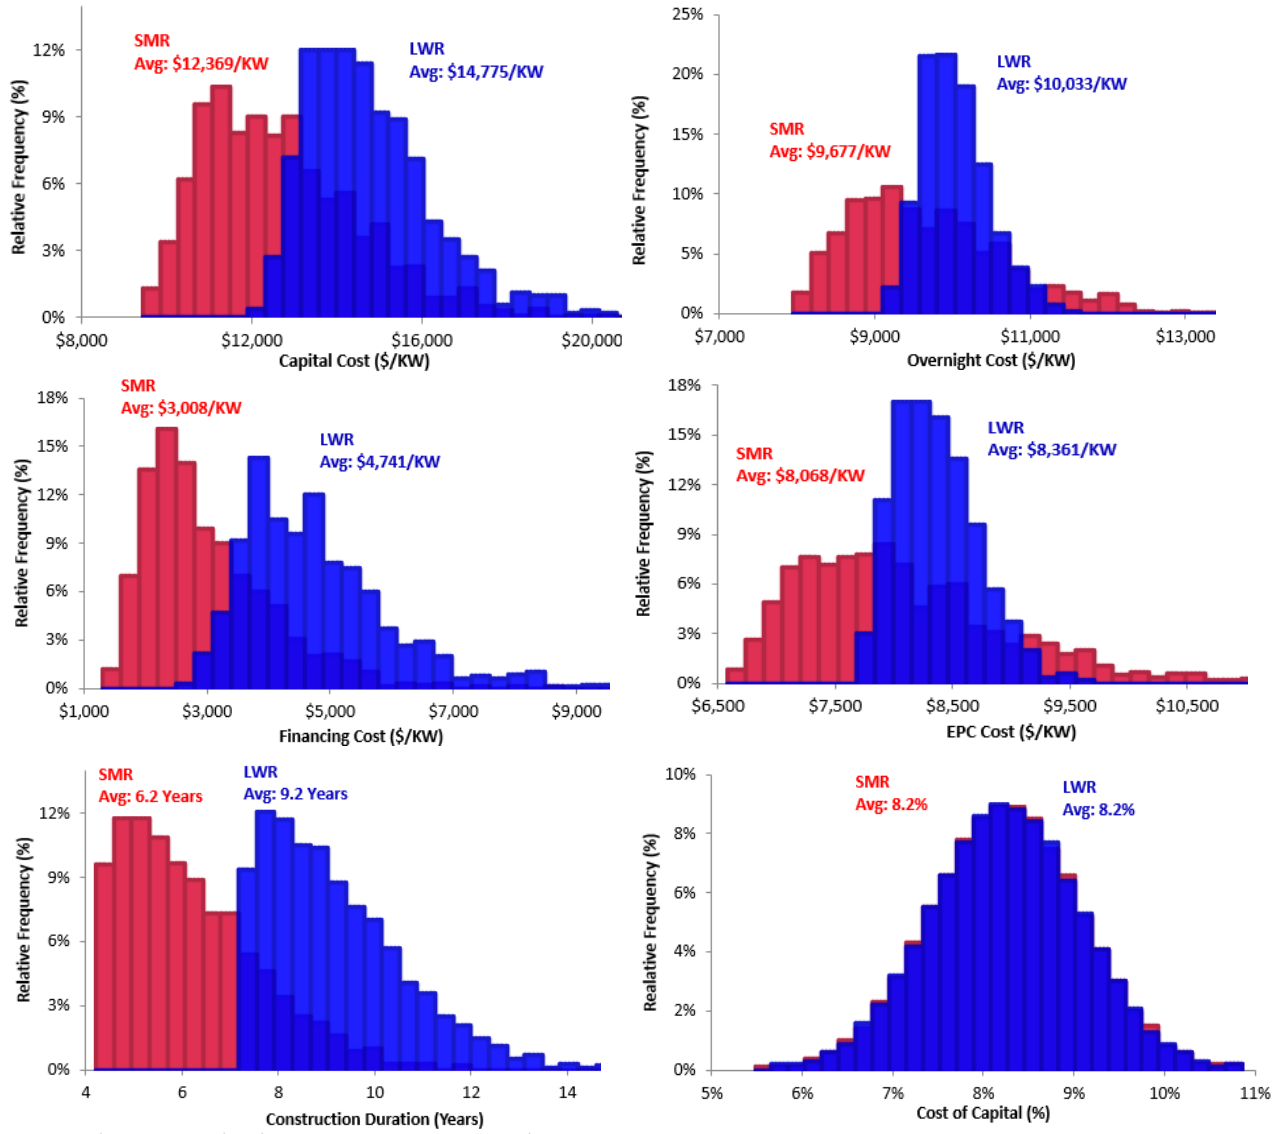 SMR
Avg: $12,369/KW
LWR
Avg: $14,775/KW
Relative Frequency (%)
12%
9%
6%
3%
0%
$8,000
$12,000
$16,000
$20,000
Capital Cost ($/KW)
SMR
Avg: $9,677/KW
LWR
Avg: $10,033/KW
Relative Frequency (%)
25%
20%
15%
10%
5%
0%
$7,000
$9,000
$11,000
$13,000
Overnight Cost ($/KW)
SMR
Avg: $3,008/KW
LWR
Avg: $4,741/KW
Relative Frequency (%)
18%
15%
12%
9%
6%
3%
0%
$1,000
$3,000
$5,000
$7,000
$9,000
Financing Cost ($/KW)
SMR
Avg: $8,068/KW
LWR
Avg: $8,361/KW
Relative Frequency (%)
18%
15%
12%
9%
6%
3%
0%
$6,500
$7,500
$8,500
$9,500
$10,500
EPC Cost ($/KW)
SMR
Avg: 6.2 Years
LWR
Avg: 9.2 Years
Relative Frequency (%)
12%
9%
6%
3%
0%
4
6
8
10
12
14
Construction Duration (Years)
SMR
Avg: 8.2%
LWR
Avg: 8.2%
Realative Frequency (%)
10%
8%
6%
4%
2%
0%
5%
6%
7%
8%
9%
10%
11%
Cost of Capital (%)